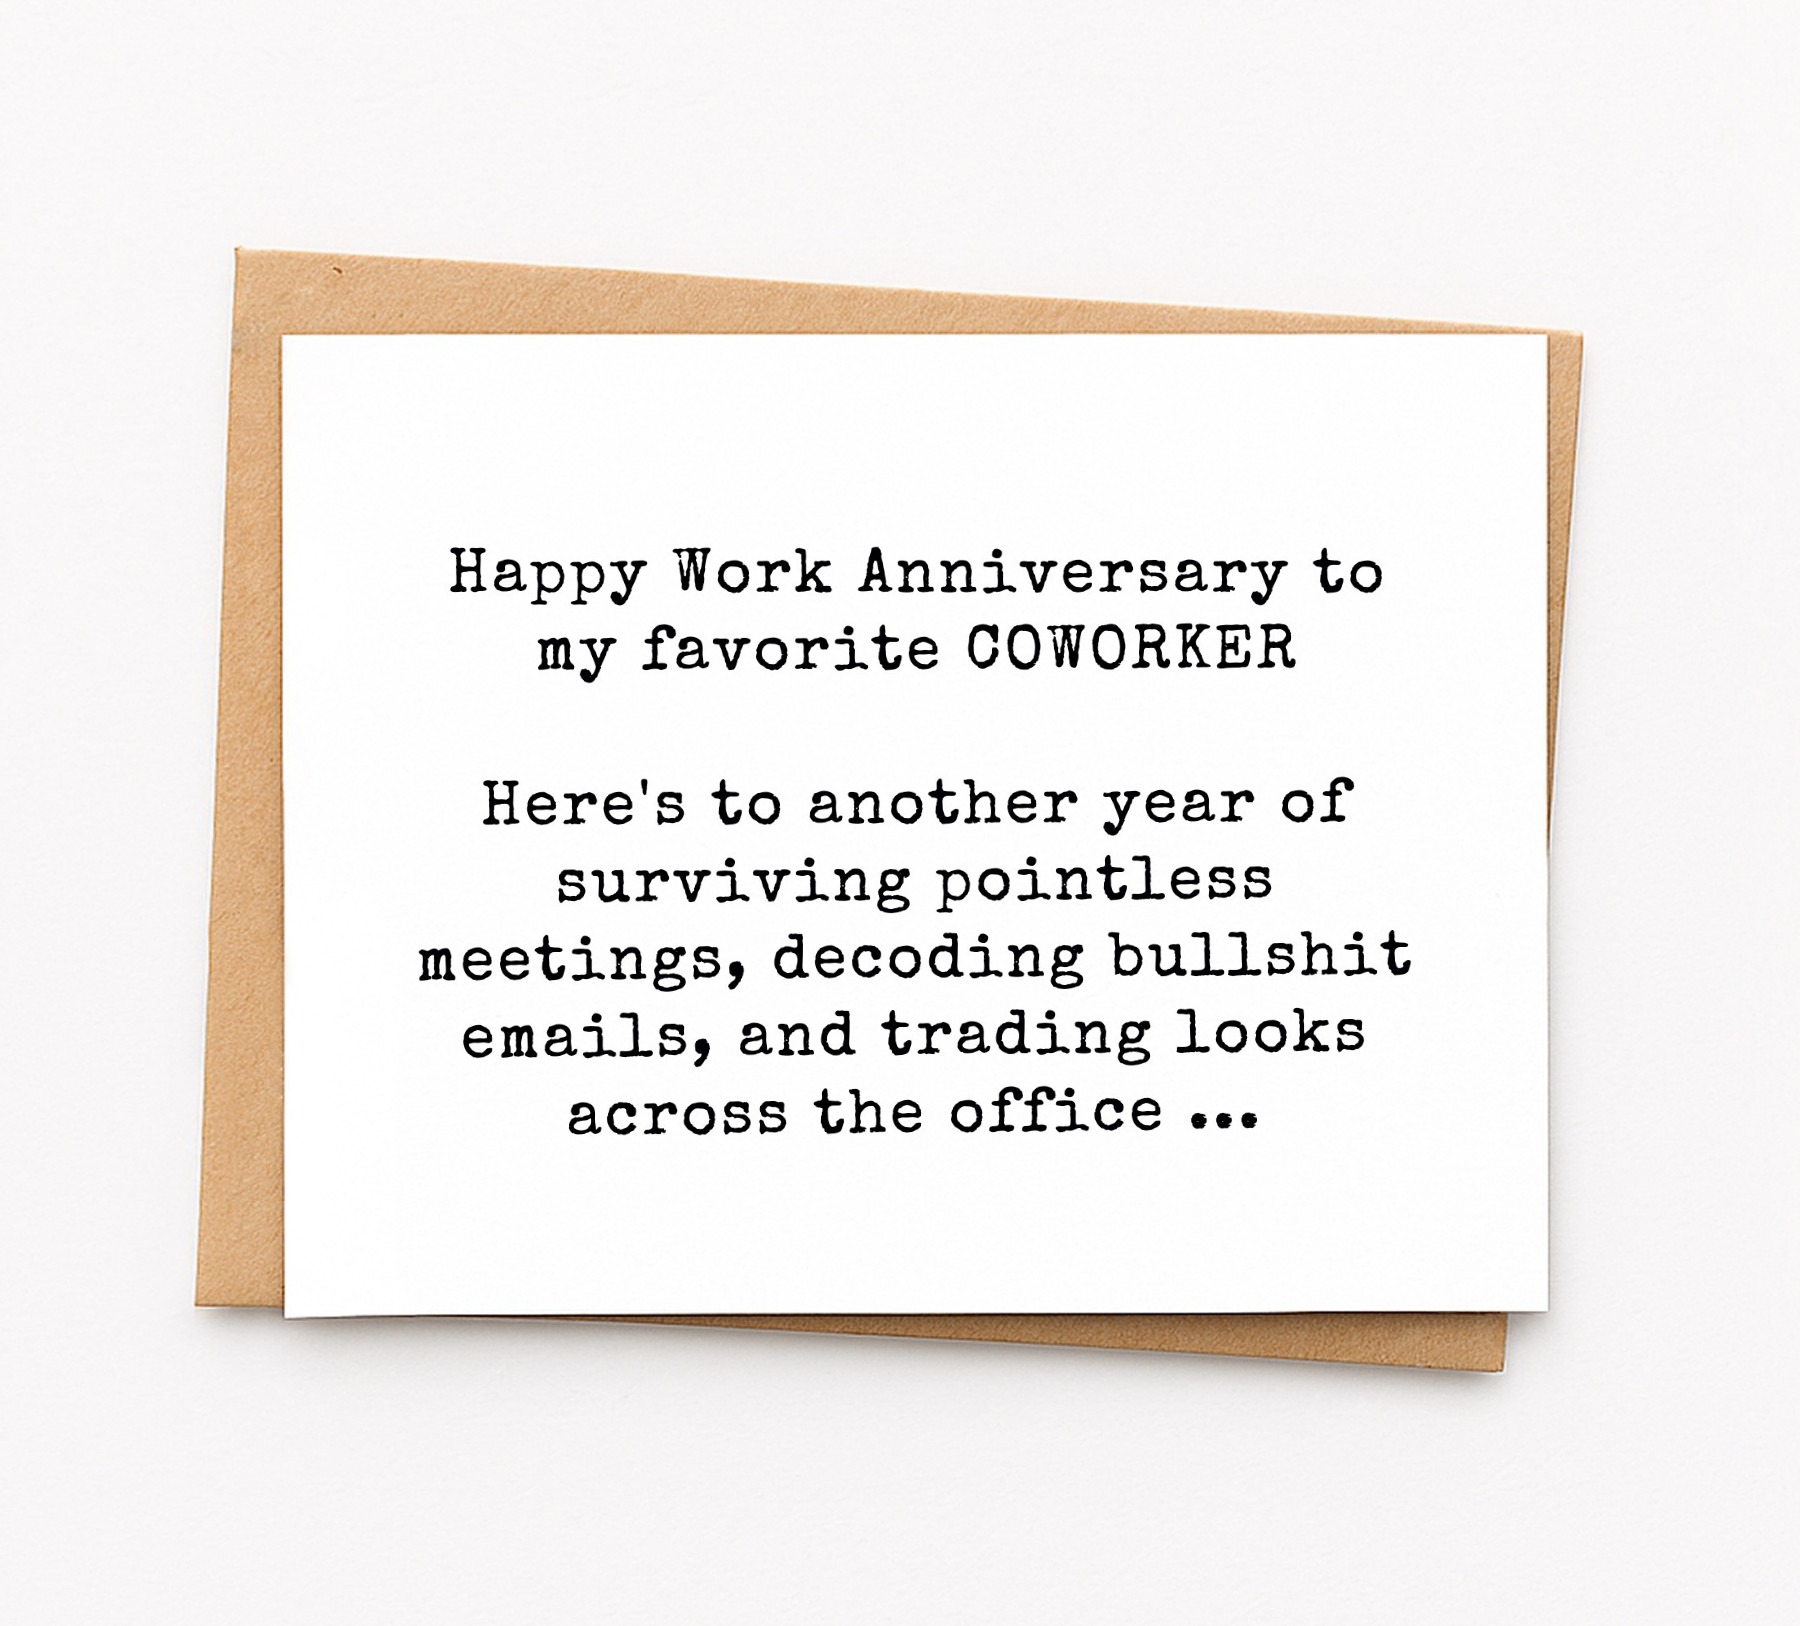 Happy Work Anniversary to
my favorite COWORKER
Here's to another year of
surviving pointless
meetings, decoding bullshit
emails, and trading looks
across the office ...